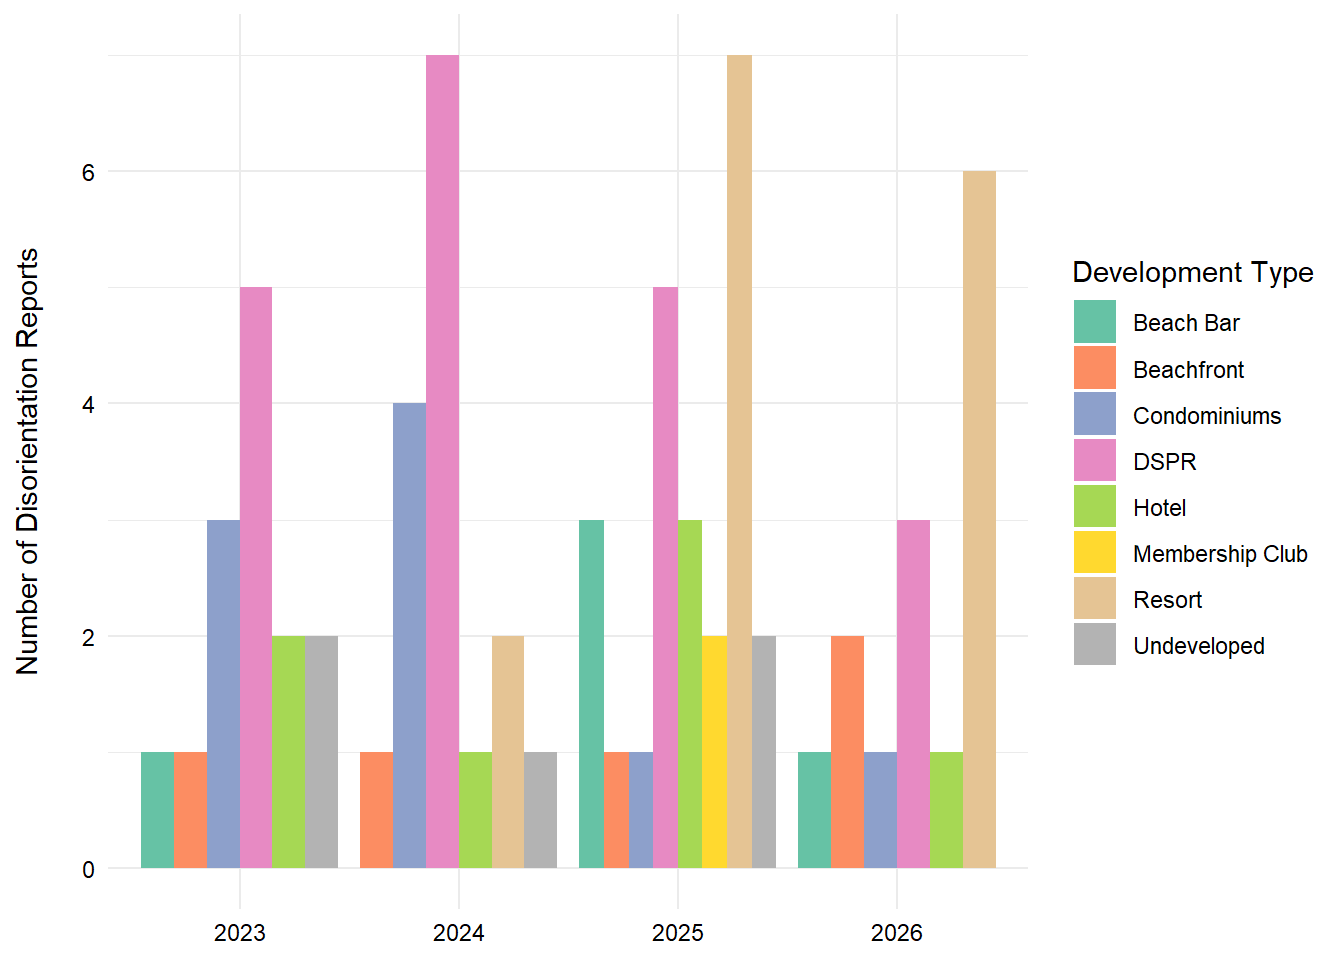 Number of Disorientation Reports
6
4
2
0
2023
2024
2025
2026
Development Type
Beach Bar
Beachfront
Condominiums
DSPR
Hotel
Membership Club
Resort
Undeveloped